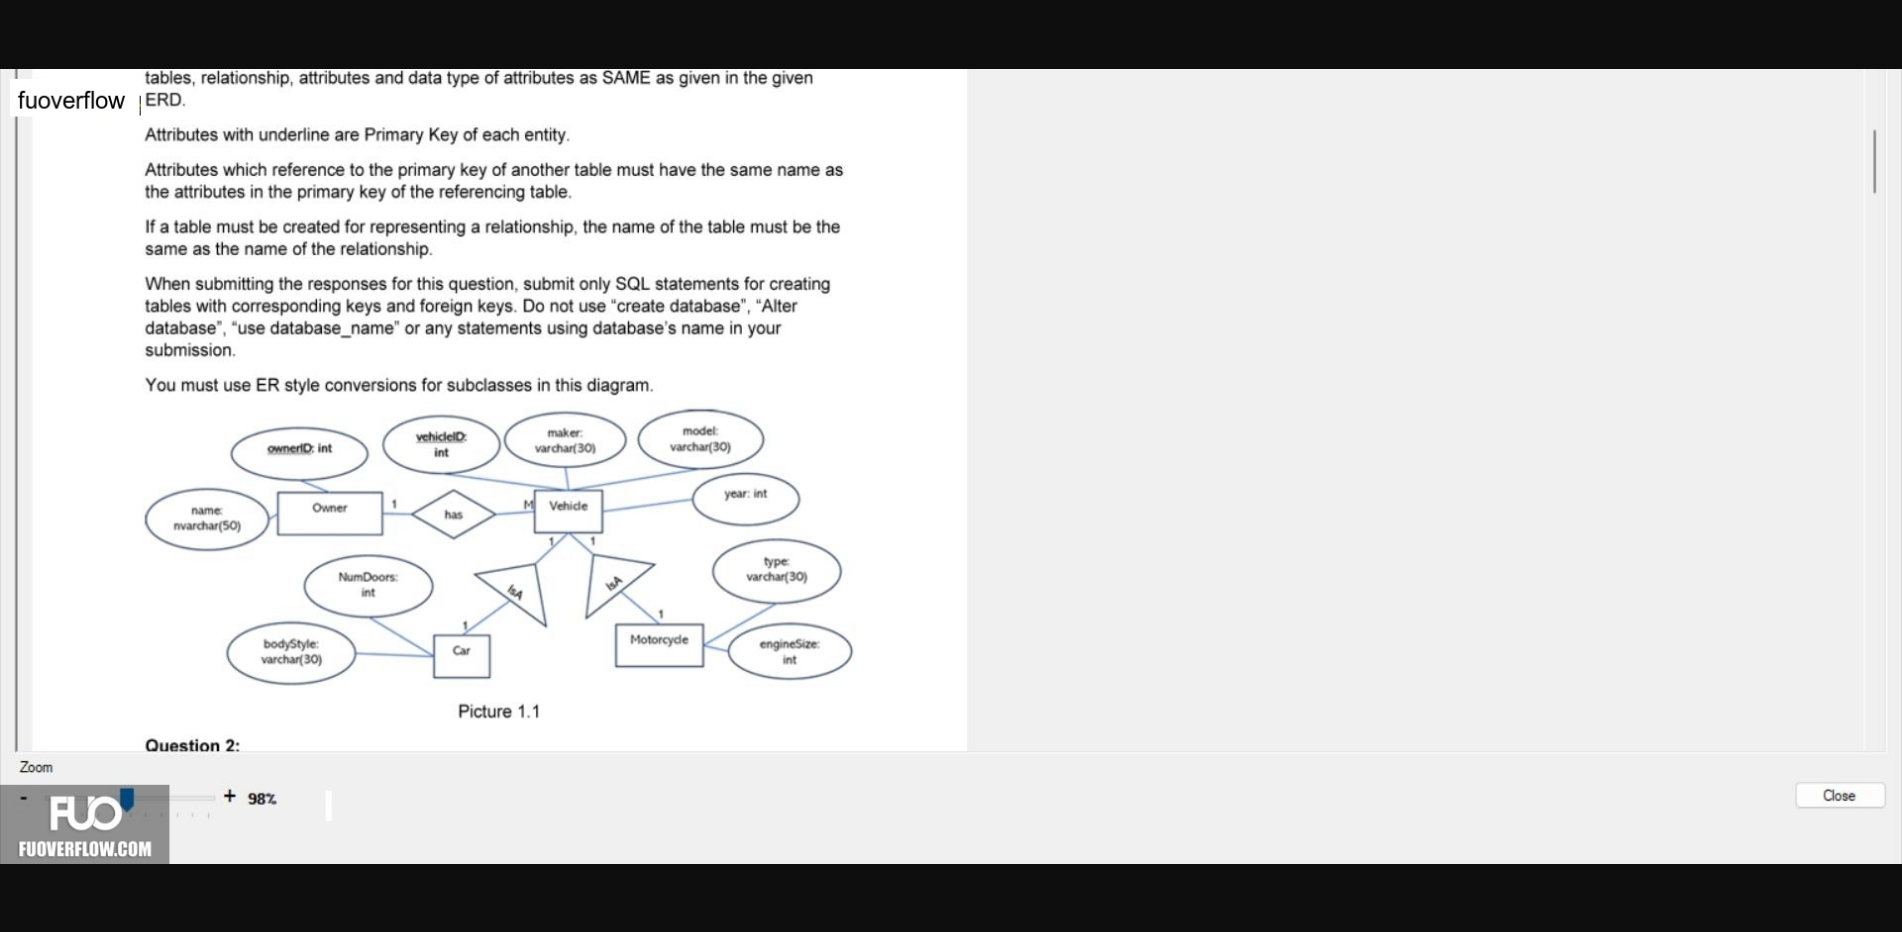 tables, relationship, attributes and data type of attributes as SAME as given in the given
fuoverflow
ERD.
Attributes with underline are Primary Key of each entity.
Attributes which reference to the primary key of another table must have the same name as
the attributes in the primary key of the referencing table.
If a table must be created for representing a relationship, the name of the table must be the
same as the name of the relationship.
When submitting the responses for this question, submit only SQL statements for creating
tables with corresponding keys and foreign keys. Do not use “create database”, “Alter
database”, “use database_name” or any statements using database’s name in your
submission.
You must use ER style conversions for subclasses in this diagram.
ownerID: int
vehicleID:
int
maker:
varchar(30)
model:
varchar(30)
name:
nvarchar(50)
Owner
1
has
M
Vehicle
year: int
1
1
NumDoors:
int
IsA
IsA
type:
varchar(30)
bodyStyle:
varchar(30)
1
Car
1
Motorcycle
engineSize:
int
Picture 1.1
Question 2:
Zoom
-
+
98%
Close
FUO
FUOVERFLOW.COM